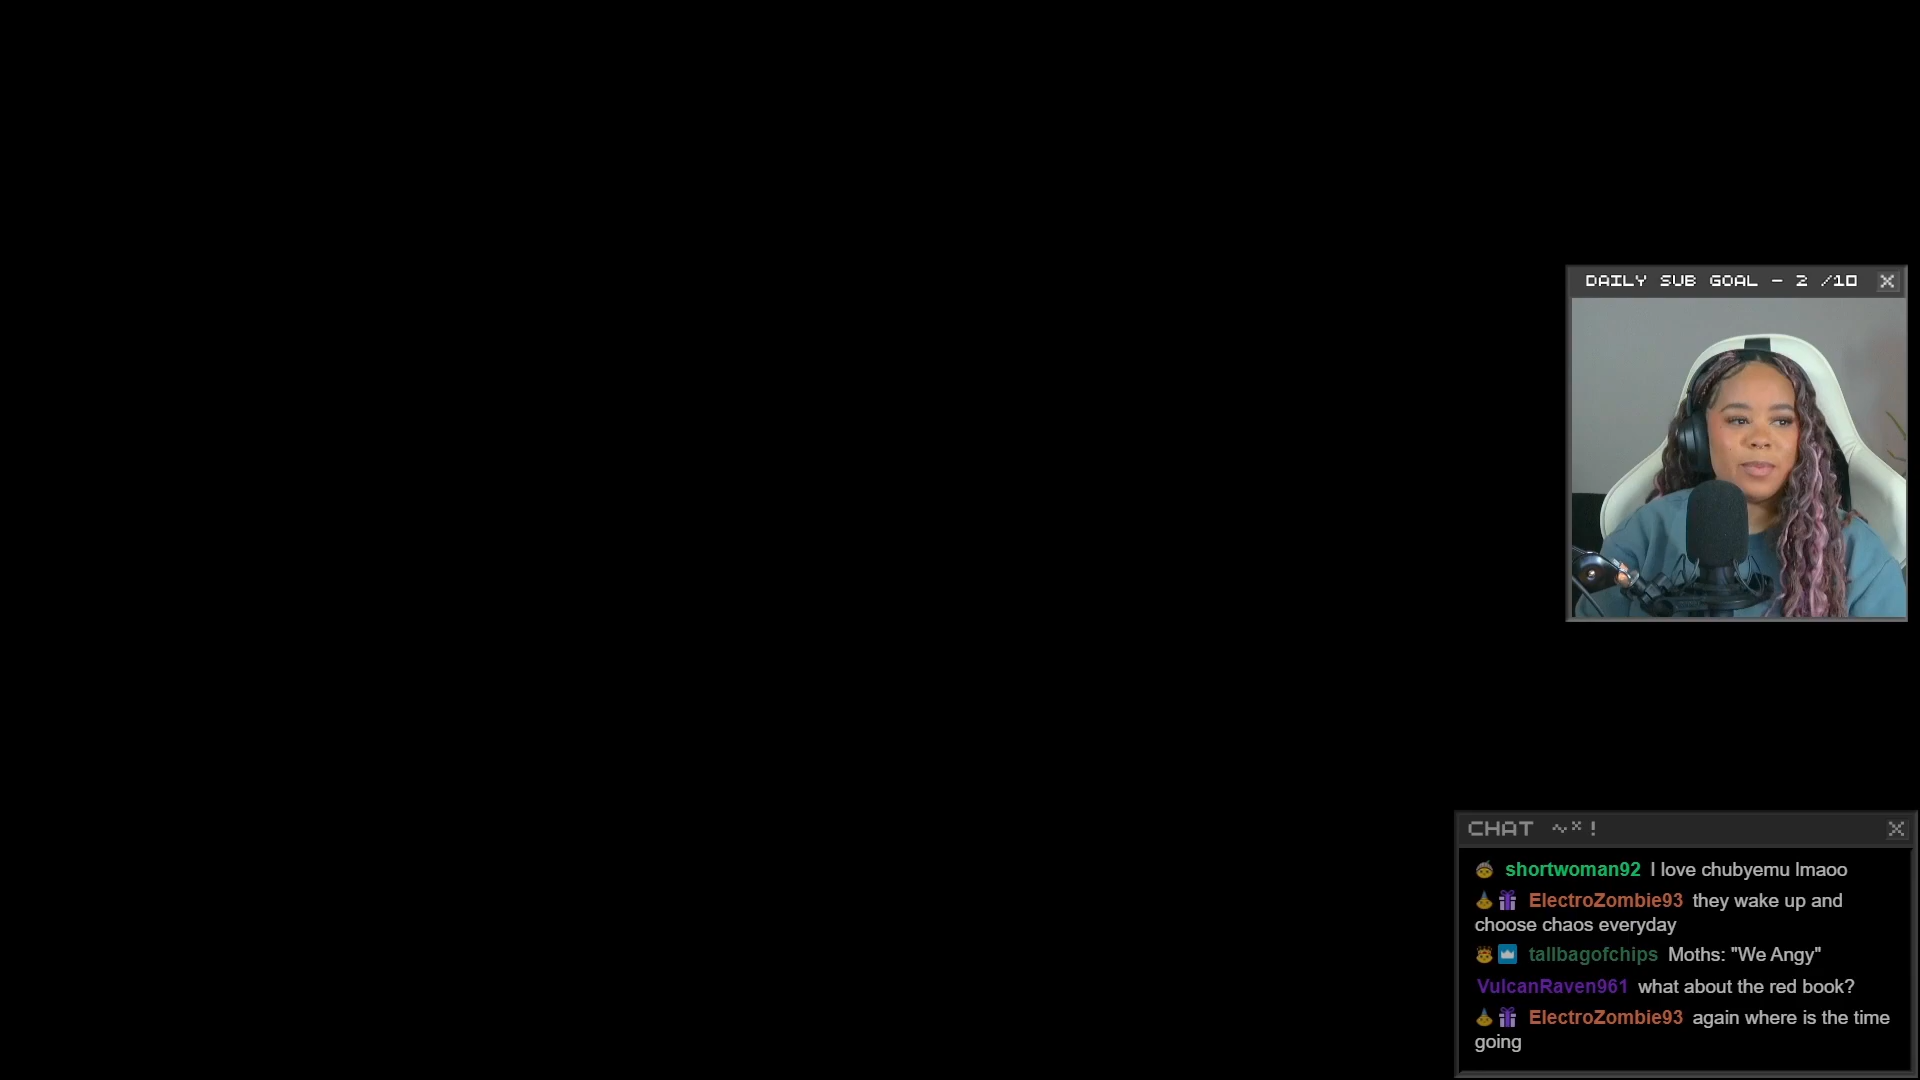 DAILY SUB GOAL - 2 /10
CHAT ~×!
shortwoman92 I love chubyemu lmaoo
ElectroZombie93 they wake up and
choose chaos everyday
tallbagofchips Moths: "We Angy"
VulcanRaven961 what about the red book?
ElectroZombie93 again where is the time
going